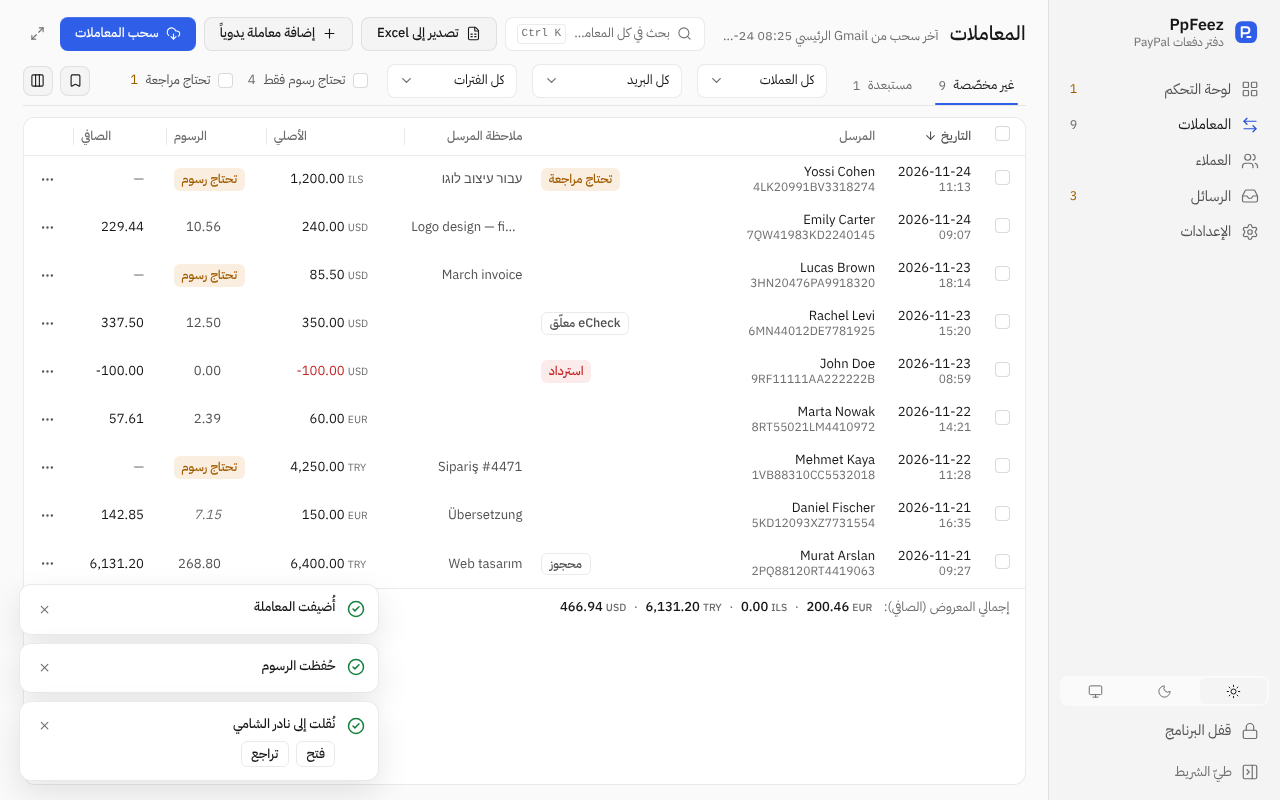 PpFeez
دفتر دفعات PayPal
لوحة التحكم 1
المعاملات 9
العملاء
الرسائل 3
الإعدادات
قفل البرنامج
طيّ الشريط
المعاملات
آخر سحب من Gmail الرئيسي 08:25 24-...
بحث في كل المعامـ... Ctrl K
تصدير إلى Excel
إضافة معاملة يدوياً
سحب المعاملات
غير مخصّصة 9
مستبعدة 1
كل العملات
كل البريد
كل الفترات
تحتاج رسوم فقط 4
تحتاج مراجعة 1
التاريخ ↓ المرسل ملاحظة المرسل الأصلي الرسوم الصافي
2026-11-24 Yossi Cohen تحتاج مراجعة עבור עיצוב לוגו 1,200.00 ILS تحتاج رسوم —
11:13 4LK20991BV3318274
2026-11-24 Emily Carter Logo design — fi... 240.00 USD 10.56 229.44
09:07 7QW41983KD2240145
2026-11-23 Lucas Brown March invoice 85.50 USD تحتاج رسوم —
18:14 3HN20476PA9918320
2026-11-23 Rachel Levi eCheck معلّق 350.00 USD 12.50 337.50
15:20 6MN44012DE7781925
2026-11-23 John Doe استرداد -100.00 USD 0.00 -100.00
08:59 9RF11111AA222222B
2026-11-22 Marta Nowak 60.00 EUR 2.39 57.61
14:21 8RT55021LM4410972
2026-11-22 Mehmet Kaya Sipariş #4471 4,250.00 TRY تحتاج رسوم —
11:28 1VB88310CC5532018
2026-11-21 Daniel Fischer Übersetzung 150.00 EUR 7.15 142.85
16:35 5KD12093XZ7731554
2026-11-21 Murat Arslan محجوز Web tasarım 6,400.00 TRY 268.80 6,131.20
09:27 2PQ88120RT4419063
إجمالي المعروض (الصافي): 200.46 EUR · 0.00 ILS · 6,131.20 TRY · 466.94 USD
أُضيفت المعاملة
حُفظت الرسوم
نُقلت إلى نادر الشامي
فتح تراجع